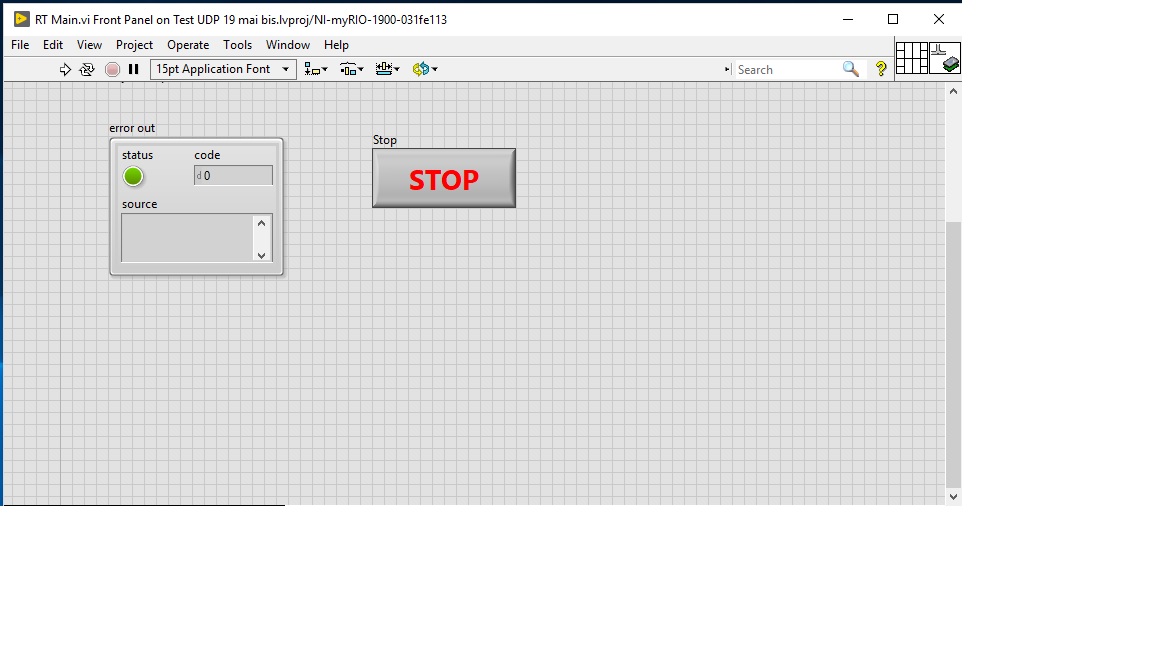 RT Main.vi Front Panel on Test UDP 19 mai bis.lvproj/NI-myRIO-1900-031fe113
File Edit View Project Operate Tools Window Help
15pt Application Font Search ?
error out
status code
d 0
source
Stop
STOP